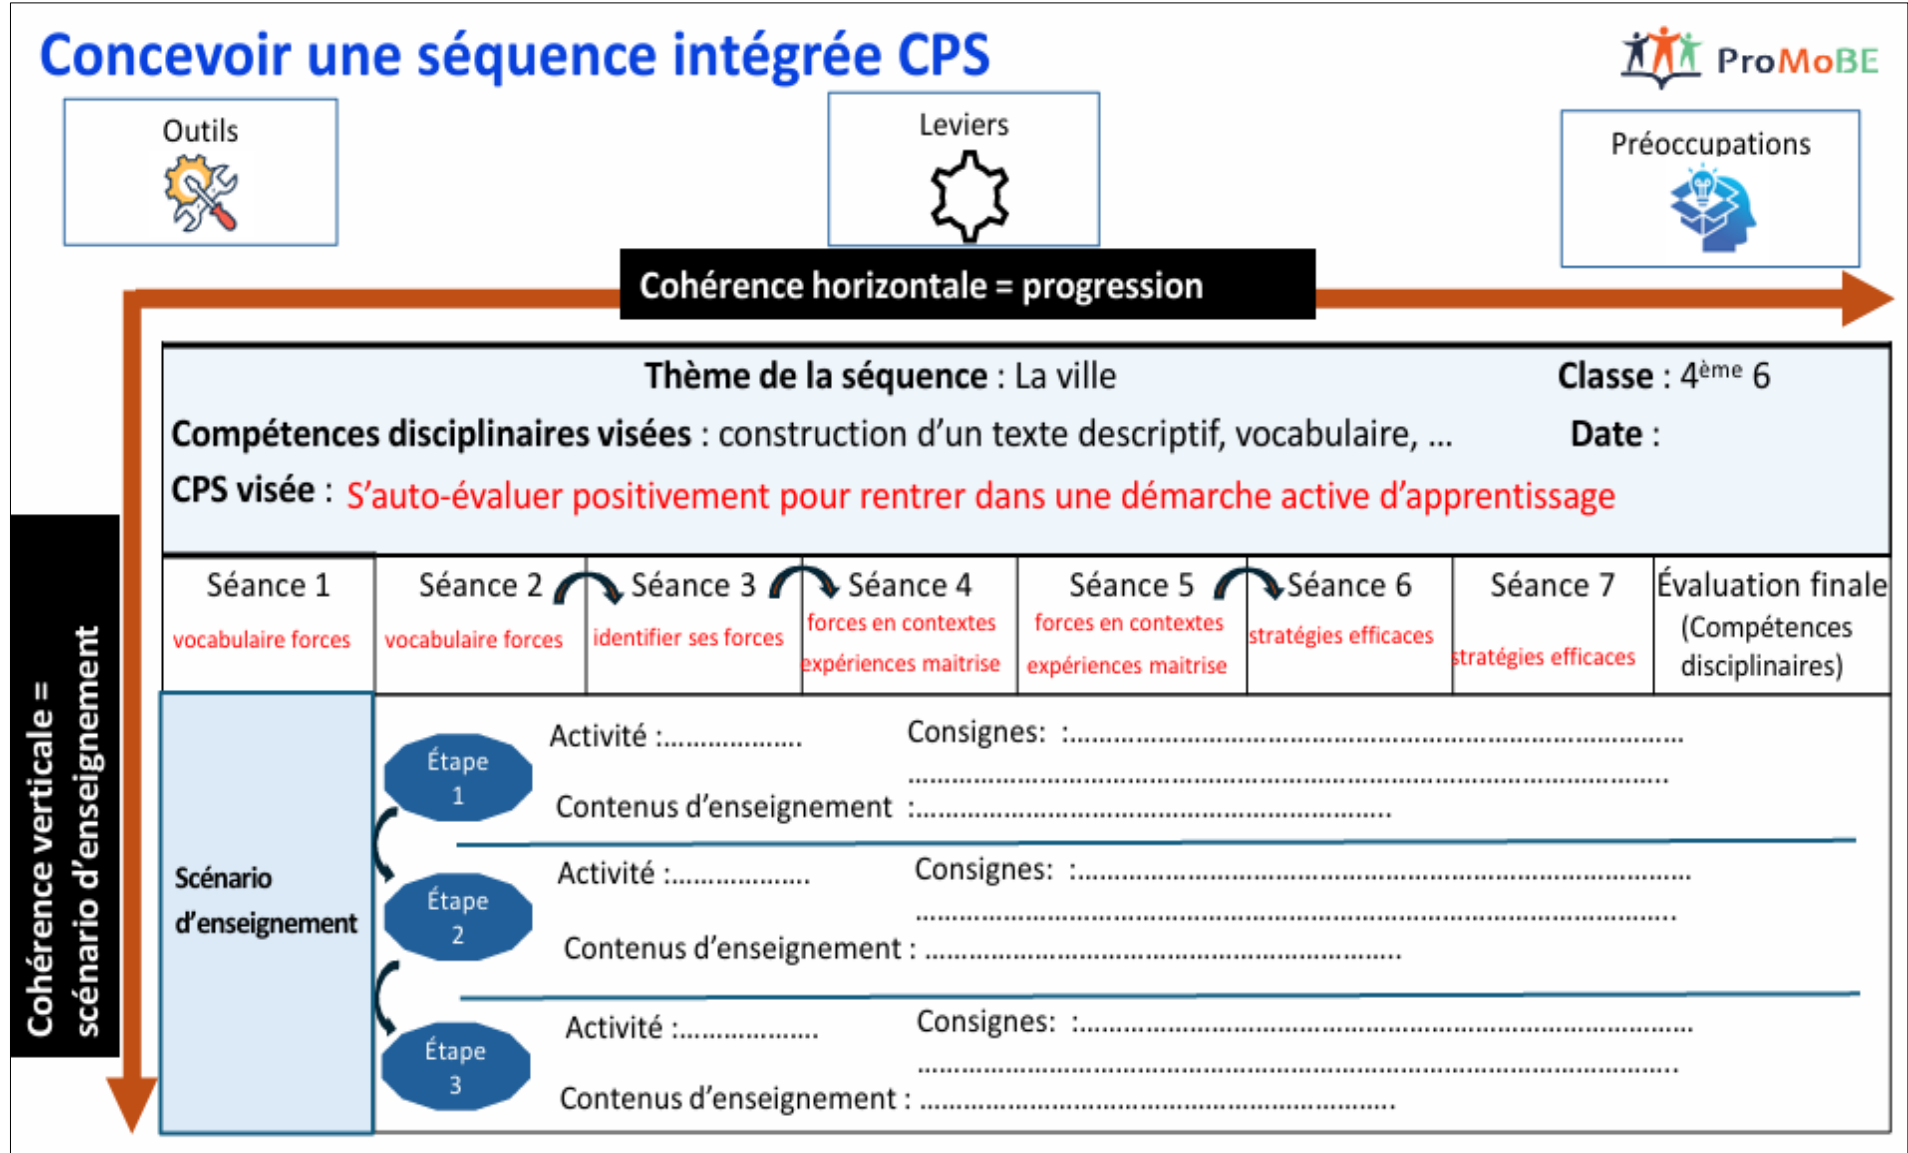 Concevoir une séquence intégrée CPS
ProMoBE
Outils
Leviers
Préoccupations
Cohérence horizontale = progression
Cohérence verticale =
scénario d'enseignement
Thème de la séquence : La ville
Classe : 4ème 6
Compétences disciplinaires visées : construction d'un texte descriptif, vocabulaire, ...
Date :
CPS visée : S'auto-évaluer positivement pour rentrer dans une démarche active d'apprentissage
Séance 1
vocabulaire forces
Séance 2
vocabulaire forces
Séance 3
identifier ses forces
Séance 4
forces en contextes
expériences maitrise
Séance 5
forces en contextes
expériences maitrise
Séance 6
stratégies efficaces
Séance 7
stratégies efficaces
Évaluation finale
(Compétences
disciplinaires)
Scénario
d'enseignement
Étape
1
Activité :...................
Consignes: :....................................................................................
.....................................................................................................
Contenus d'enseignement :.................................................................
Étape
2
Activité :...................
Consignes: :....................................................................................
.....................................................................................................
Contenus d'enseignement : .................................................................
Étape
3
Activité :...................
Consignes: :....................................................................................
.....................................................................................................
Contenus d'enseignement : .................................................................